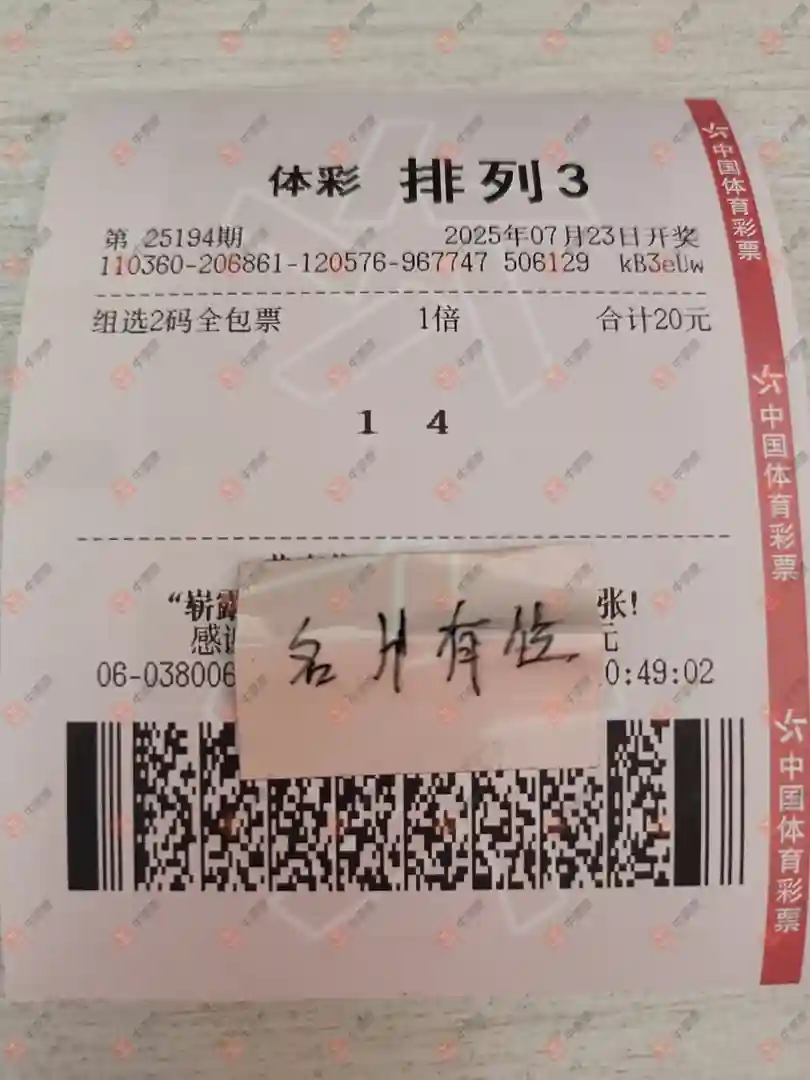 体彩 排列3
第 25194期 2025年07月23日开奖
110360-206861-120576-967747 506129 kB3eUw
组选2码全包票 1倍 合计20元
1 4
“崭露 张!
感 元
06-038006 0:49:02
名片有位
中国体育彩票
中国体育彩票
中国体育彩票